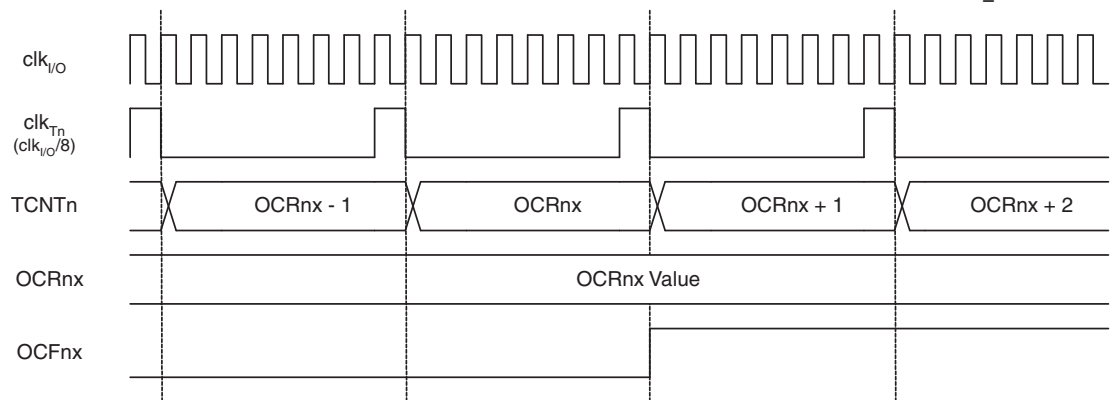 clkI/O
clkTn
(clkI/O/8)
TCNTn
OCRnx - 1
OCRnx
OCRnx + 1
OCRnx + 2
OCRnx
OCRnx Value
OCFnx